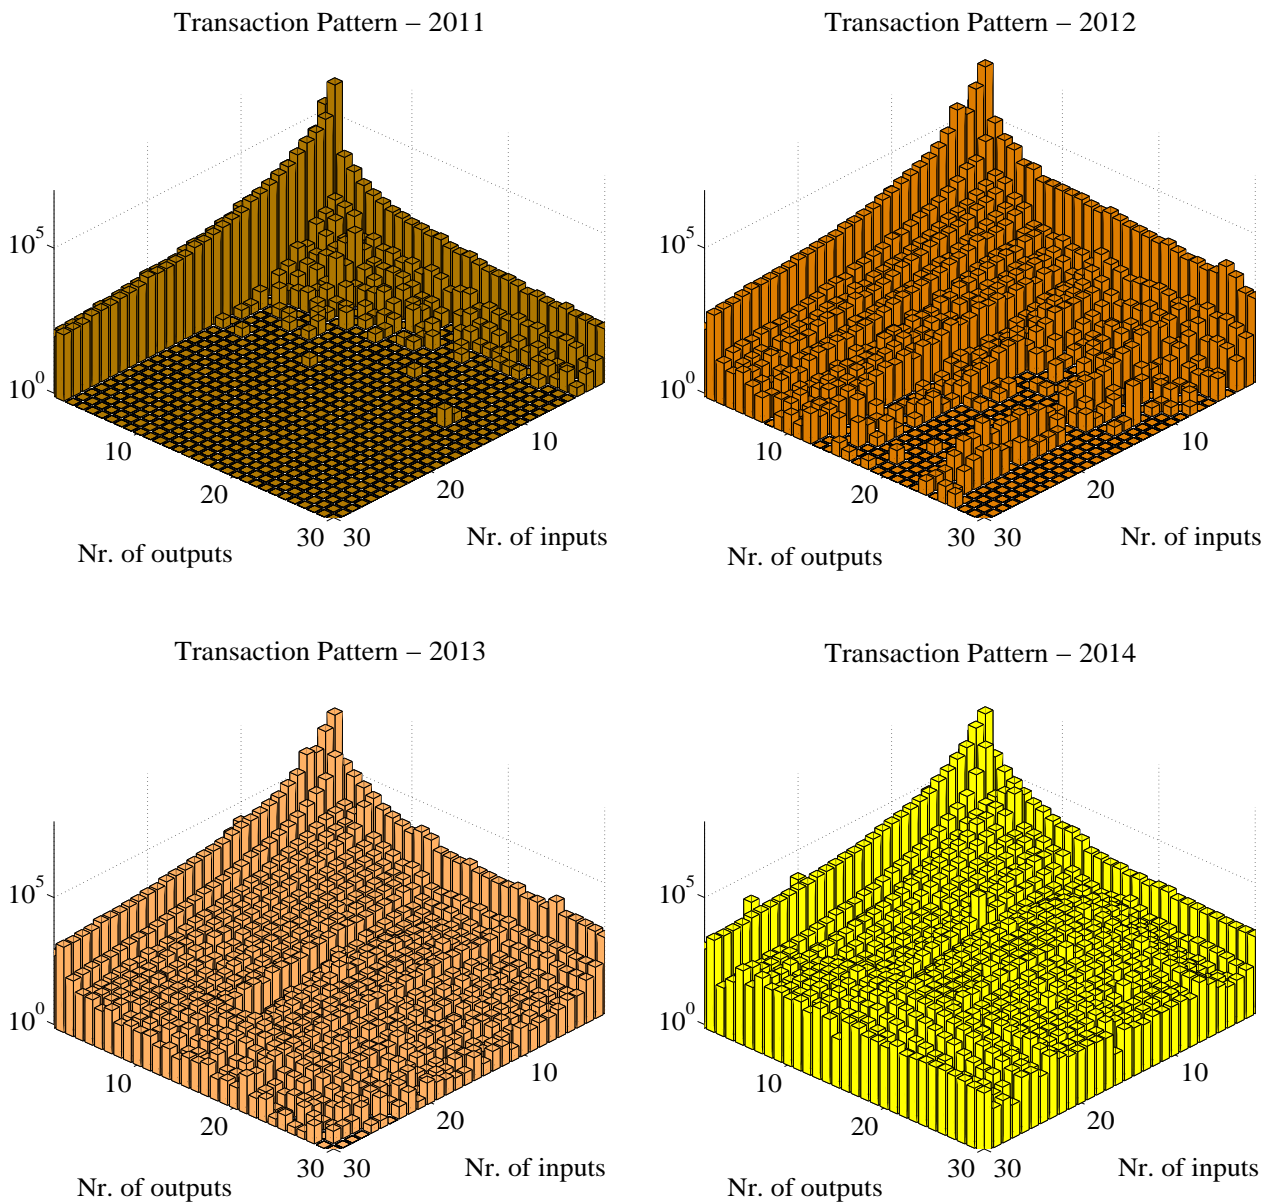 Transaction Pattern – 2011
10^5
10^0
10
20
30
30
20
10
Nr. of outputs
Nr. of inputs
Transaction Pattern – 2012
10^5
10^0
10
20
30
30
20
10
Nr. of outputs
Nr. of inputs
Transaction Pattern – 2013
10^5
10^0
10
20
30
30
20
10
Nr. of outputs
Nr. of inputs
Transaction Pattern – 2014
10^5
10^0
10
20
30
30
20
10
Nr. of outputs
Nr. of inputs